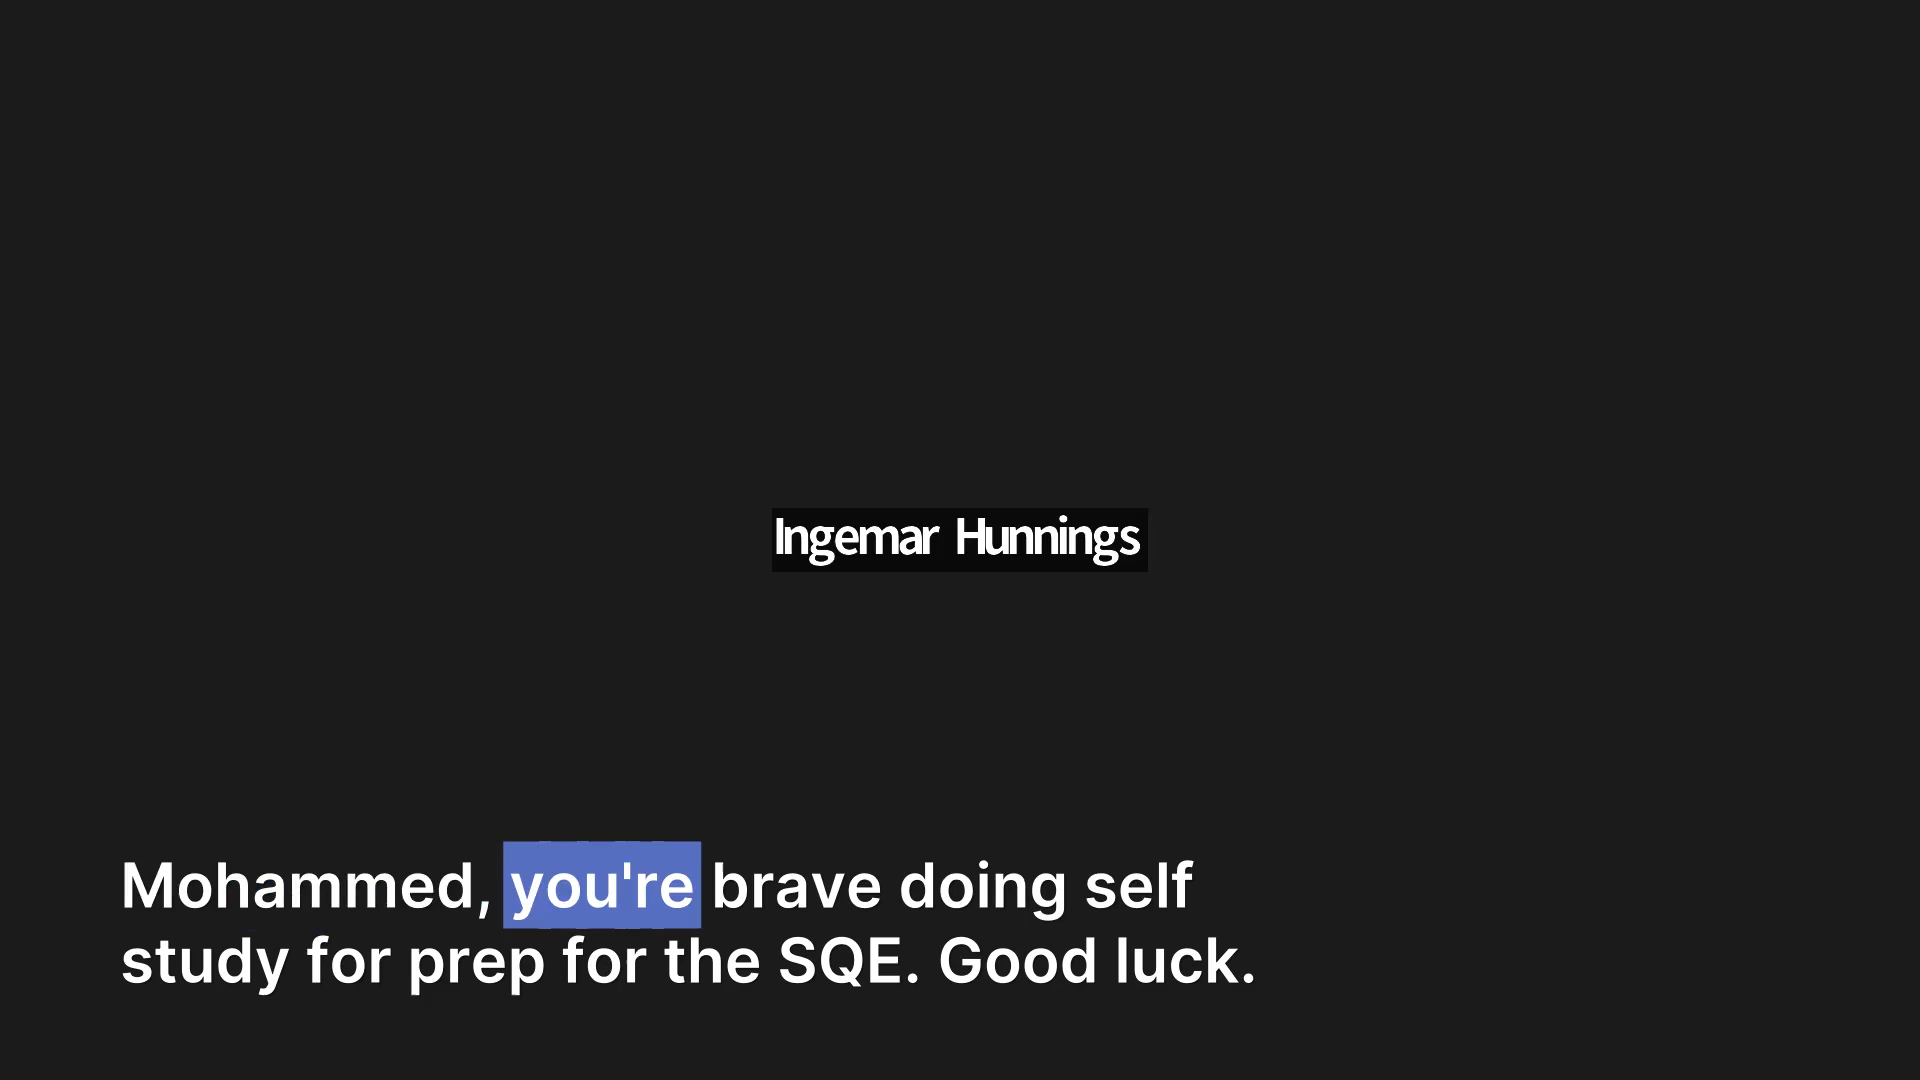 Ingemar Hunnings
Mohammed, you're brave doing self
study for prep for the SQE. Good luck.